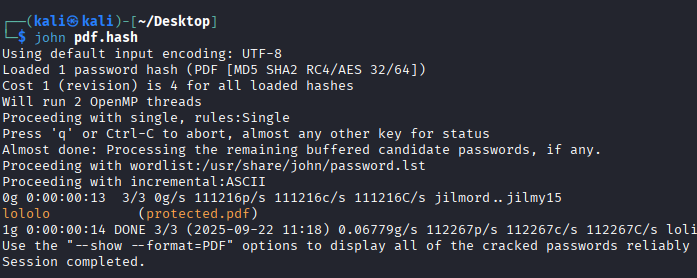 ┌──(kali㉿kali)-[~/Desktop]
└─$ john pdf.hash
Using default input encoding: UTF-8
Loaded 1 password hash (PDF [MD5 SHA2 RC4/AES 32/64])
Cost 1 (revision) is 4 for all loaded hashes
Will run 2 OpenMP threads
Proceeding with single, rules:Single
Press 'q' or Ctrl-C to abort, almost any other key for status
Almost done: Processing the remaining buffered candidate passwords, if any.
Proceeding with wordlist:/usr/share/john/password.lst
Proceeding with incremental:ASCII
0g 0:00:00:13  3/3 0g/s 111216p/s 111216c/s 111216C/s jilmord..jilmy15
lololo           (protected.pdf)
1g 0:00:00:14 DONE 3/3 (2025-09-22 11:18) 0.06779g/s 112267p/s 112267c/s 112267C/s loli
Use the "--show --format=PDF" options to display all of the cracked passwords reliably
Session completed.